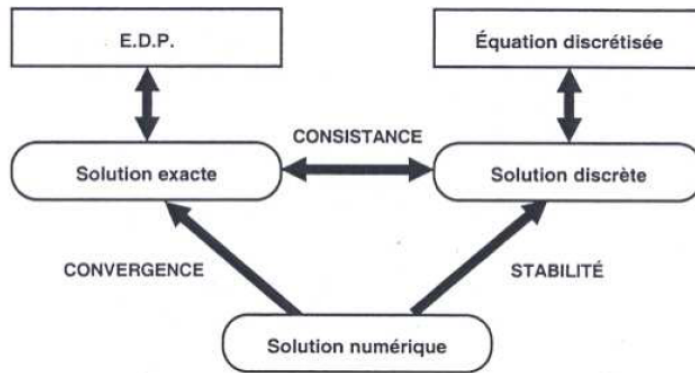 E.D.P.
Équation discrétisée
CONSISTANCE
Solution exacte
Solution discrète
CONVERGENCE
STABILITÉ
Solution numérique